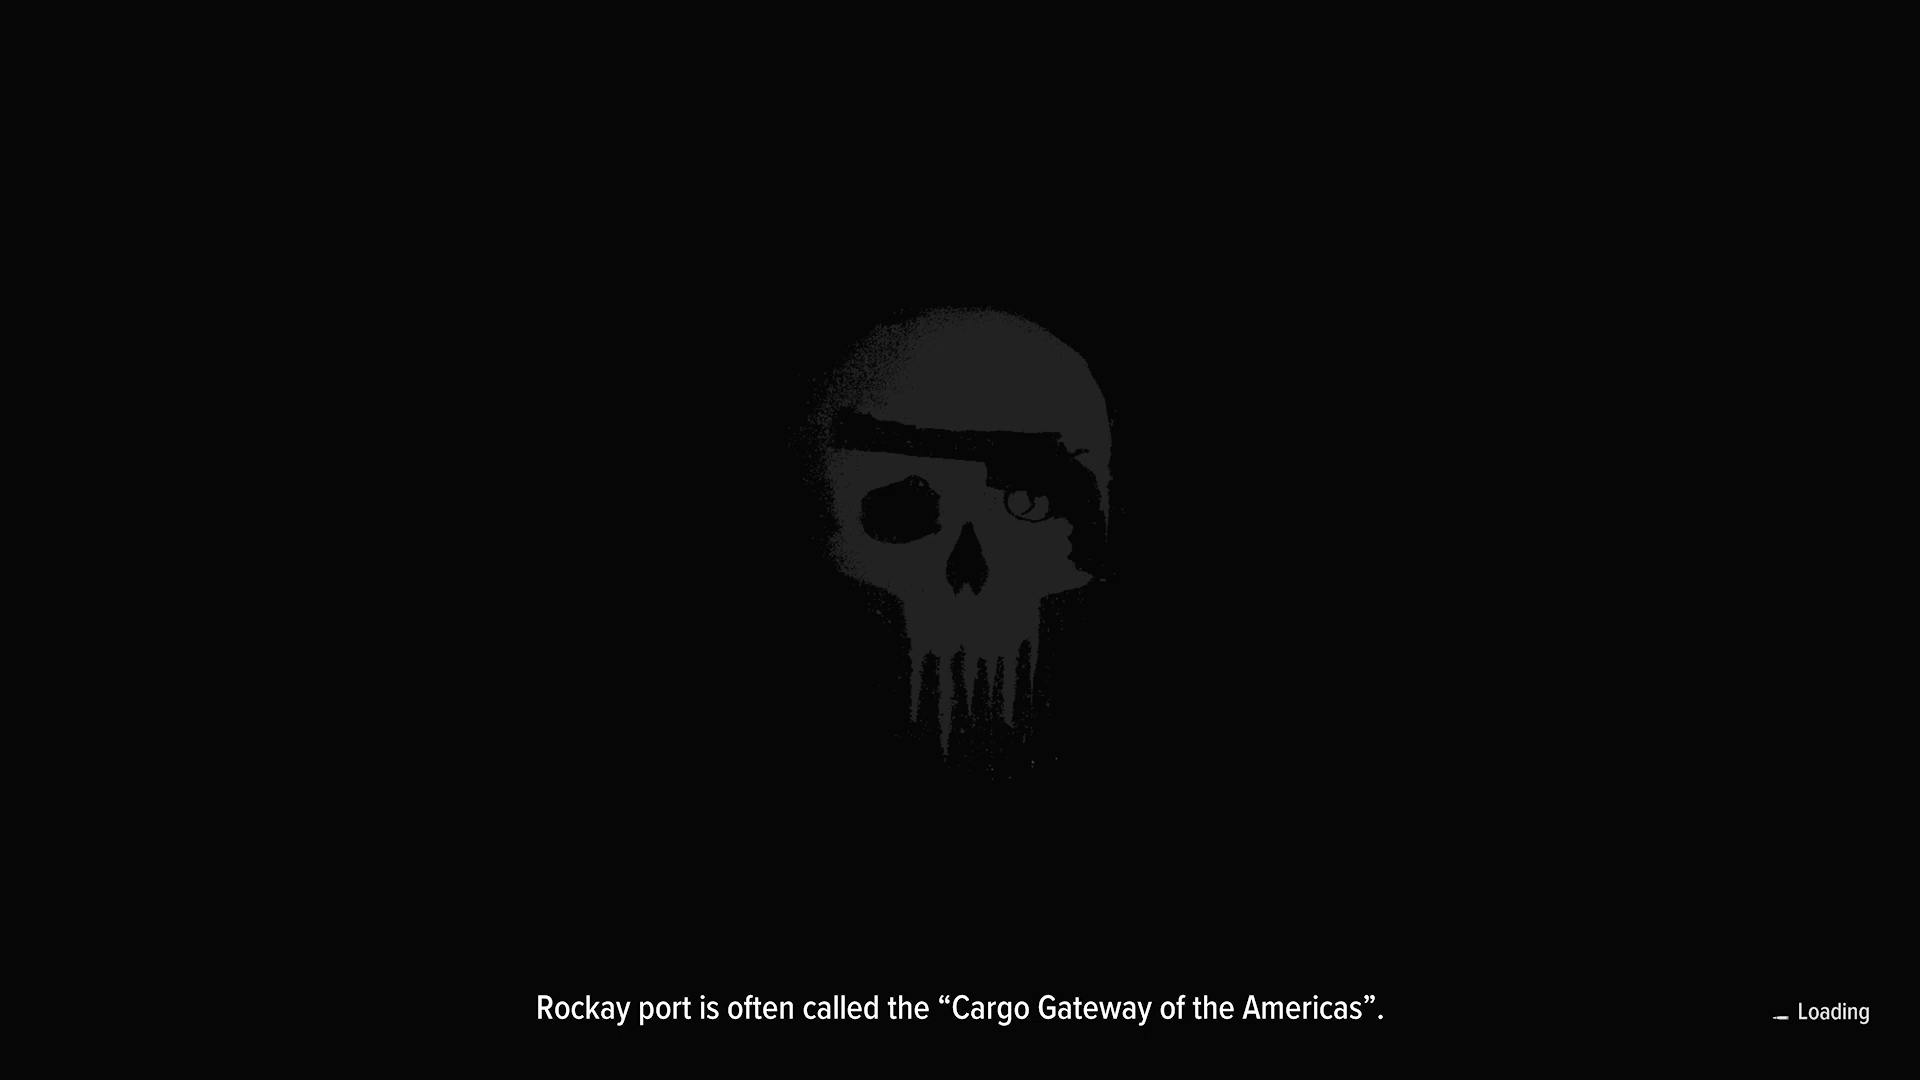 Rockay port is often called the “Cargo Gateway of the Americas”.
Loading